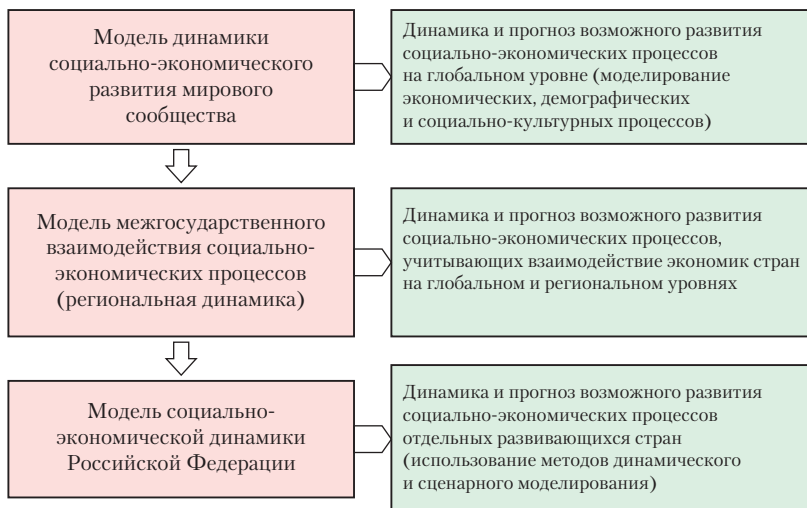 Модель динамики
социально-экономического
развития мирового
сообщества
Динамика и прогноз возможного развития
социально-экономических процессов
на глобальном уровне (моделирование
экономических, демографических
и социально-культурных процессов)
Модель межгосударственного
взаимодействия социально-
экономических процессов
(региональная динамика)
Динамика и прогноз возможного развития
социально-экономических процессов,
учитывающих взаимодействие экономик стран
на глобальном и региональном уровнях
Модель социально-
экономической динамики
Российской Федерации
Динамика и прогноз возможного развития
социально-экономических процессов
отдельных развивающихся стран
(использование методов динамического
и сценарного моделирования)